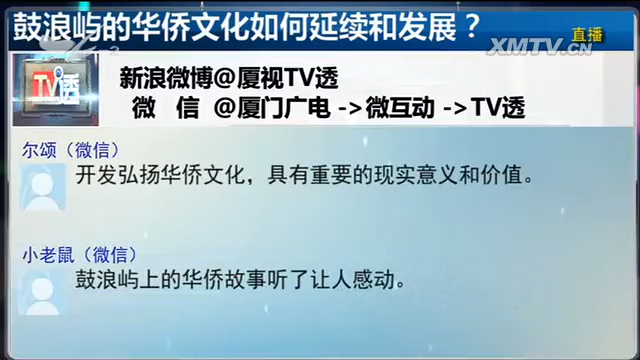 鼓浪屿的华侨文化如何延续和发展？
直播
XMTV.CN
TV透
新浪微博@厦视TV透
微 信 @厦门广电 ->微互动 ->TV透
尔颂（微信）
开发弘扬华侨文化，具有重要的现实意义和价值。
小老鼠（微信）
鼓浪屿上的华侨故事听了让人感动。